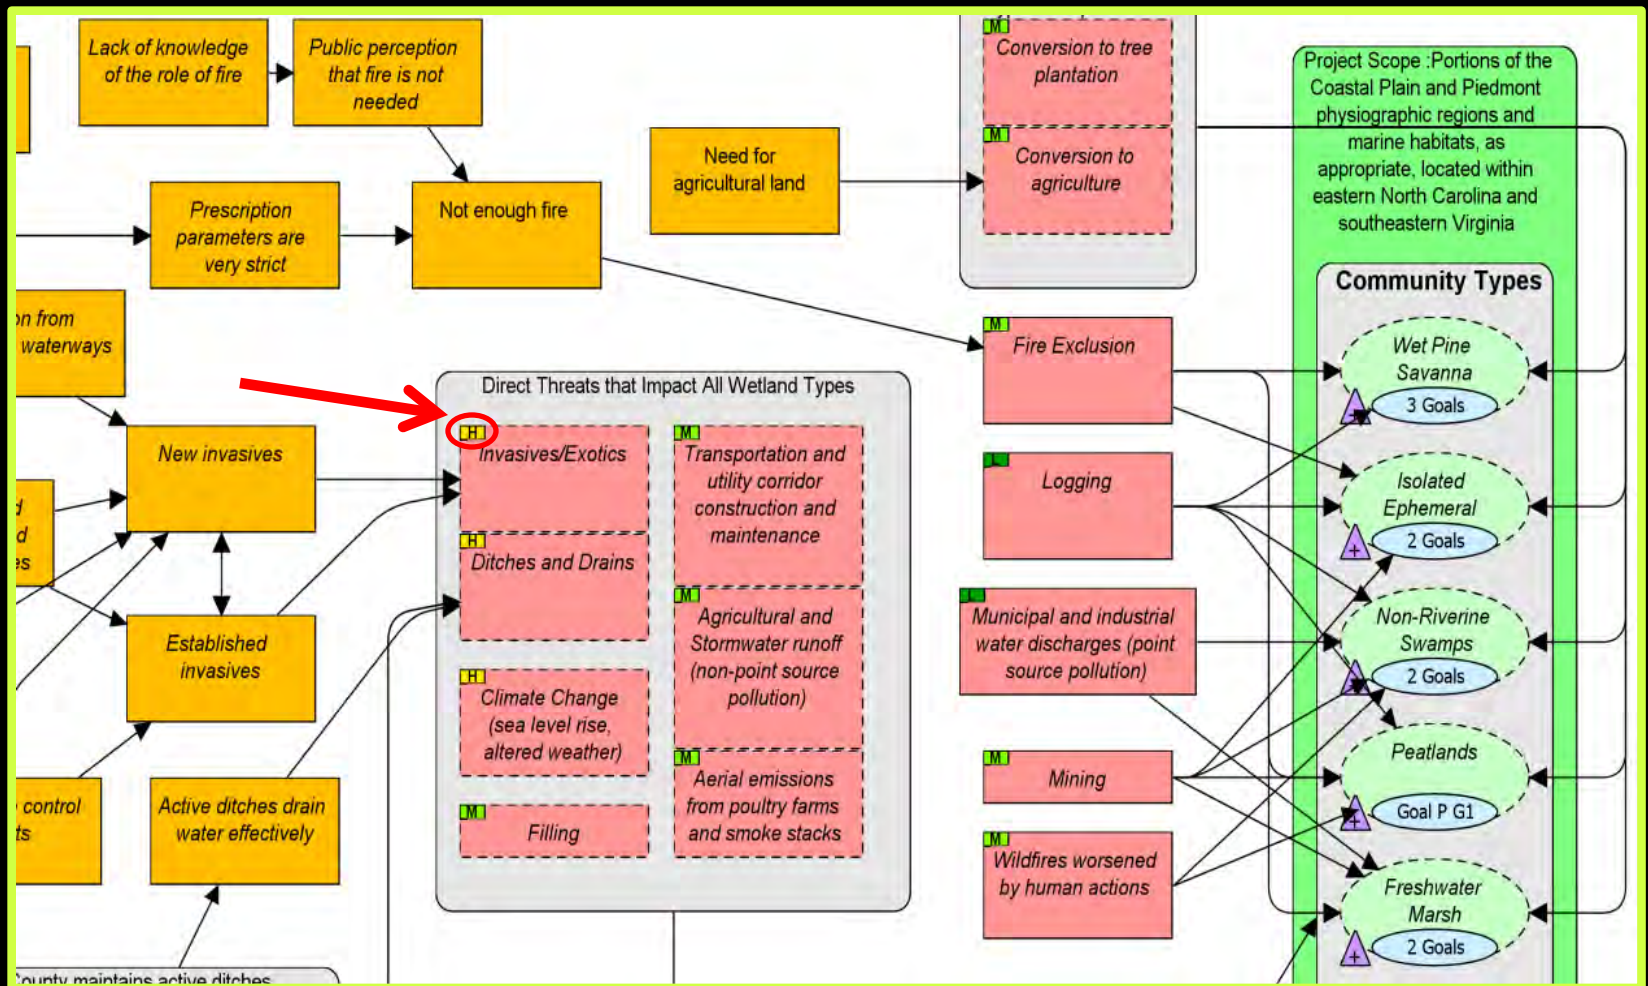 Lack of knowledge
of the role of fire
Public perception
that fire is not
needed
Prescription
parameters are
very strict
Not enough fire
Need for
agricultural land
M
Conversion to tree
plantation
M
Conversion to
agriculture
Project Scope :Portions of the
Coastal Plain and Piedmont
physiographic regions and
marine habitats, as
appropriate, located within
eastern North Carolina and
southeastern Virginia
Community Types
on from
waterways
New invasives
Established
invasives
control
Active ditches drain
water effectively
County maintains active ditches
Direct Threats that Impact All Wetland Types
H
Invasives/Exotics
H
Ditches and Drains
H
Climate Change
(sea level rise,
altered weather)
M
Filling
M
Transportation and
utility corridor
construction and
maintenance
M
Agricultural and
Stormwater runoff
(non-point source
pollution)
M
Aerial emissions
from poultry farms
and smoke stacks
M
Fire Exclusion
L
Logging
L
Municipal and industrial
water discharges (point
source pollution)
M
Mining
M
Wildfires worsened
by human actions
Wet Pine
Savanna
3 Goals
Isolated
Ephemeral
+
2 Goals
Non-Riverine
Swamps
2 Goals
Peatlands
+
Goal P G1
Freshwater
Marsh
+
2 Goals